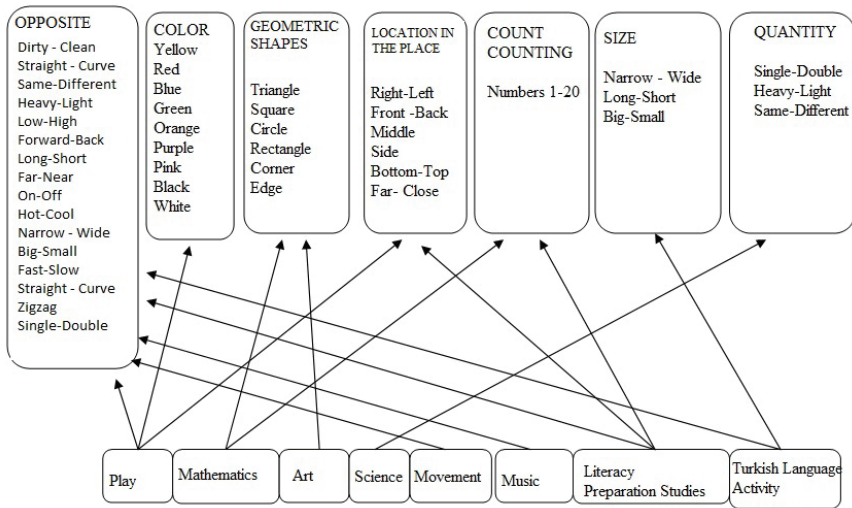 OPPOSITE
Dirty - Clean
Straight - Curve
Same-Different
Heavy-Light
Low-High
Forward-Back
Long-Short
Far-Near
On-Off
Hot-Cool
Narrow - Wide
Big-Small
Fast-Slow
Straight - Curve
Zigzag
Single-Double
COLOR
Yellow
Red
Blue
Green
Orange
Purple
Pink
Black
White
GEOMETRIC
SHAPES
Triangle
Square
Circle
Rectangle
Corner
Edge
LOCATION IN
THE PLACE
Right-Left
Front -Back
Middle
Side
Bottom-Top
Far- Close
COUNT
COUNTING
Numbers 1-20
SIZE
Narrow - Wide
Long-Short
Big-Small
QUANTITY
Single-Double
Heavy-Light
Same-Different
Play
Mathematics
Art
Science
Movement
Music
Literacy
Preparation Studies
Turkish Language
Activity